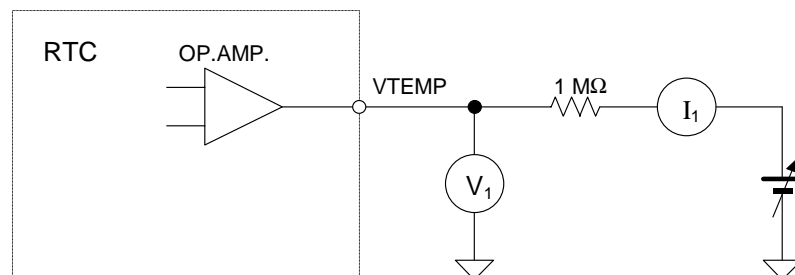 RTC
OP.AMP.
VTEMP
1 MΩ
I1
V1